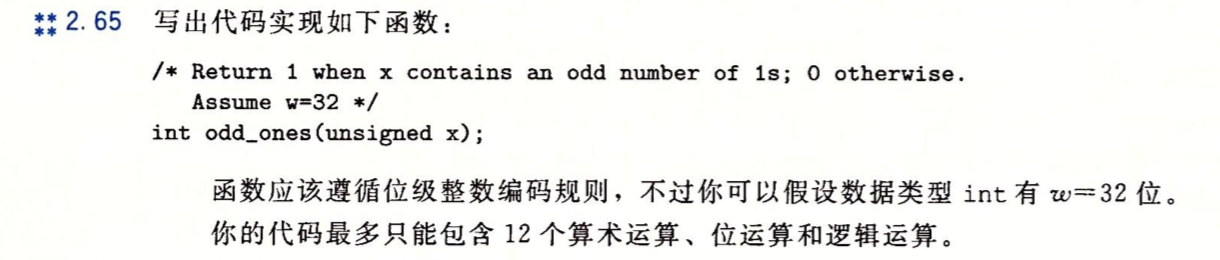 ** ** 2.65 写出代码实现如下函数：
/* Return 1 when x contains an odd number of 1s; 0 otherwise.
Assume w=32 */
int odd_ones(unsigned x);
函数应该遵循位级整数编码规则，不过你可以假设数据类型 int 有 w=32 位。
你的代码最多只能包含 12 个算术运算、位运算和逻辑运算。